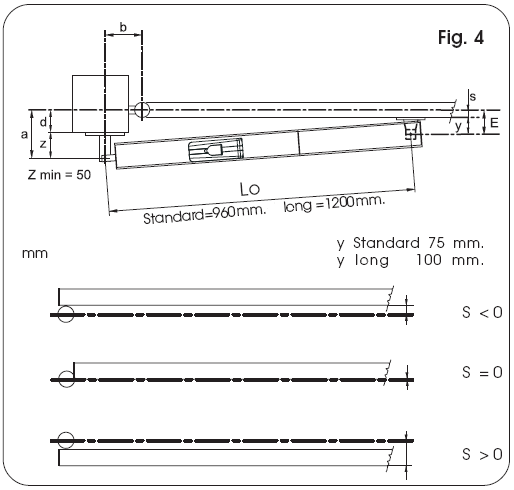 b
Fig. 4
s
a
d
z
y
E
Z min = 50
Lo
Standard=960mm. long =1200mm.
y Standard 75 mm.
y long 100 mm.
mm
S < 0
S = 0
S > 0